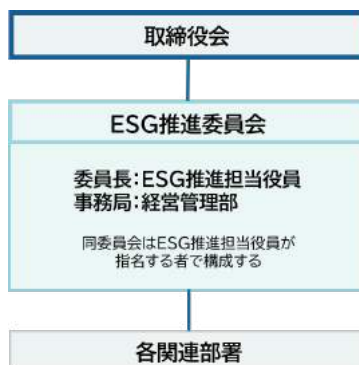 取締役会
ESG推進委員会
委員長:ESG推進担当役員
事務局:経営管理部
同委員会はESG推進担当役員が
指名する者で構成する
各関連部署